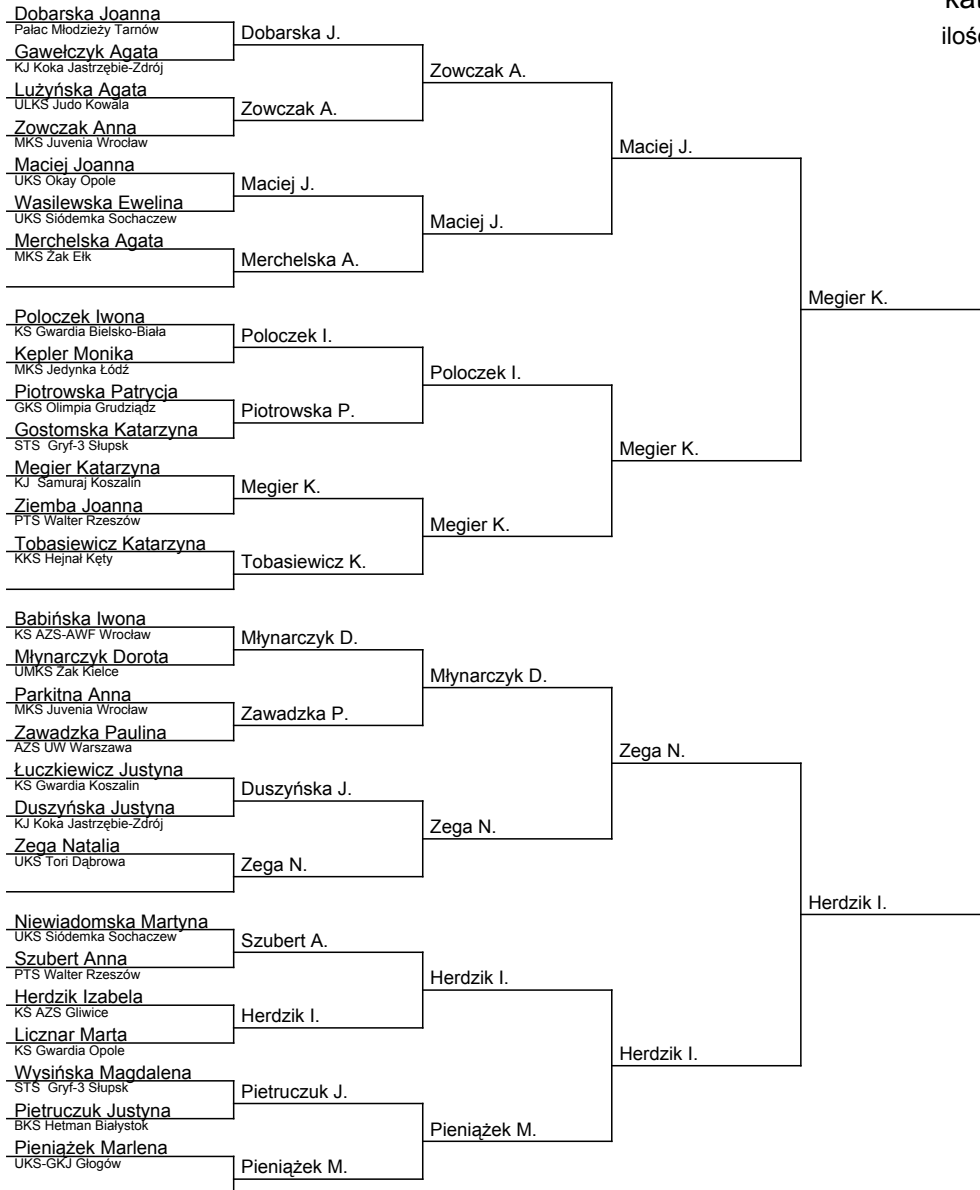 Dobarska Joanna
Pałac Młodzieży Tarnów
Gawełczyk Agata
KJ Koka Jastrzębie-Zdrój
Lużyńska Agata
ULKS Judo Kowala
Zowczak Anna
MKS Juvenia Wrocław
Maciej Joanna
UKS Okay Opole
Wasilewska Ewelina
UKS Siódemka Sochaczew
Merchelska Agata
MKS Żak Ełk
Poloczek Iwona
KS Gwardia Bielsko-Biała
Kepler Monika
MKS Jedynka Łódź
Piotrowska Patrycja
GKS Olimpia Grudziądz
Gostomska Katarzyna
STS Gryf-3 Słupsk
Megier Katarzyna
KJ Samuraj Koszalin
Ziemba Joanna
PTS Walter Rzeszów
Tobasiewicz Katarzyna
KKS Hejnał Kęty
Babińska Iwona
KS AZS-AWF Wrocław
Młynarczyk Dorota
UMKS Żak Kielce
Parkitna Anna
MKS Juvenia Wrocław
Zawadzka Paulina
AZS UW Warszawa
Łuczkiewicz Justyna
KS Gwardia Koszalin
Duszyńska Justyna
KJ Koka Jastrzębie-Zdrój
Zega Natalia
UKS Tori Dąbrowa
Niewiadomska Martyna
UKS Siódemka Sochaczew
Szubert Anna
PTS Walter Rzeszów
Herdzik Izabela
KS AZS Gliwice
Licznar Marta
KS Gwardia Opole
Wysińska Magdalena
STS Gryf-3 Słupsk
Pietruczuk Justyna
BKS Hetman Białystok
Pieniążek Marlena
UKS-GKJ Głogów
Dobarska J.
Zowczak A.
Maciej J.
Merchelska A.
Poloczek I.
Piotrowska P.
Megier K.
Tobasiewicz K.
Młynarczyk D.
Zawadzka P.
Duszyńska J.
Zega N.
Szubert A.
Herdzik I.
Pietruczuk J.
Pieniążek M.
Zowczak A.
Maciej J.
Poloczek I.
Megier K.
Młynarczyk D.
Zega N.
Herdzik I.
Pieniążek M.
Maciej J.
Megier K.
Zega N.
Herdzik I.
Megier K.
Herdzik I.